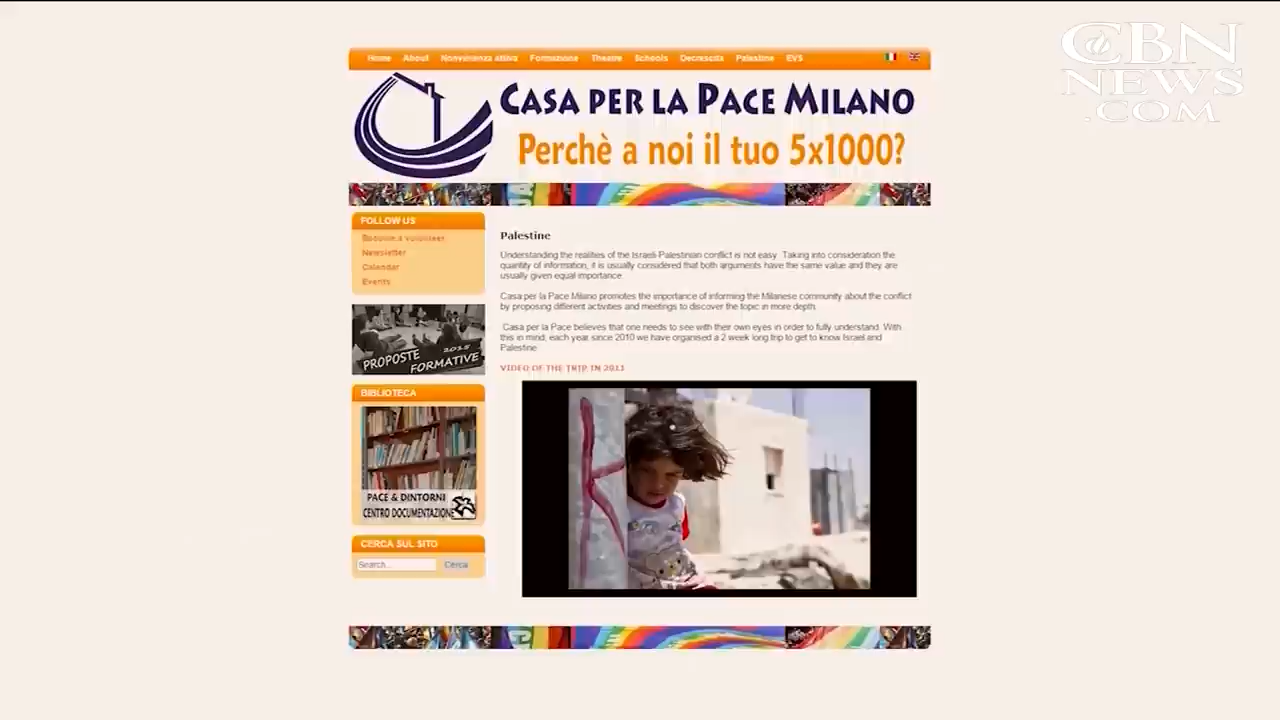 CBN
NEWS
.COM
Home About Nonviolenza attiva Formazione Theatre Schools Decrescita Palestine EVS
CASA PER LA PACE MILANO
Perchè a noi il tuo 5x1000?
FOLLOW US
Become a volunteer
Newsletter
Calendar
Events
PROPOSTE 2015
FORMATIVE
BIBLIOTECA
PACE & DINTORNI
CENTRO DOCUMENTAZIONE
CERCA SUL SITO
Search... Cerca
Palestine
Understanding the realities of the Israeli-Palestinian conflict is not easy. Taking into consideration the
quantity of information, it is usually considered that both arguments have the same value and they are
usually given equal importance.
Casa per la Pace Milano promotes the importance of informing the Milanese community about the conflict
by proposing different activities and meetings to discover the topic in more depth.
Casa per la Pace believes that one needs to see with their own eyes in order to fully understand. With
this in mind, each year since 2010 we have organised a 2 week long trip to get to know Israel and
Palestine
VIDEO OF THE TRIP IN 2011